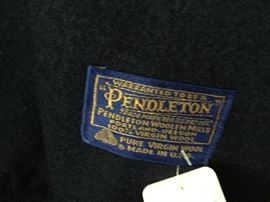 WARRANTED TO BE A
"PENDLETON"
PENDLETON WOOLEN MILLS
PORTLAND, OREGON
100% VIRGIN WOOL
PURE VIRGIN WOOL
MADE IN U.S.